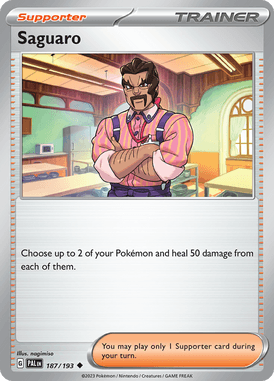 Supporter
TRAINER
Saguaro
Choose up to 2 of your Pokémon and heal 50 damage from
each of them.
illus. nagimiso
You may play only 1 Supporter card during
your turn.
G PAL EN 187/193
©2023 Pokémon / Nintendo / Creatures / GAME FREAK